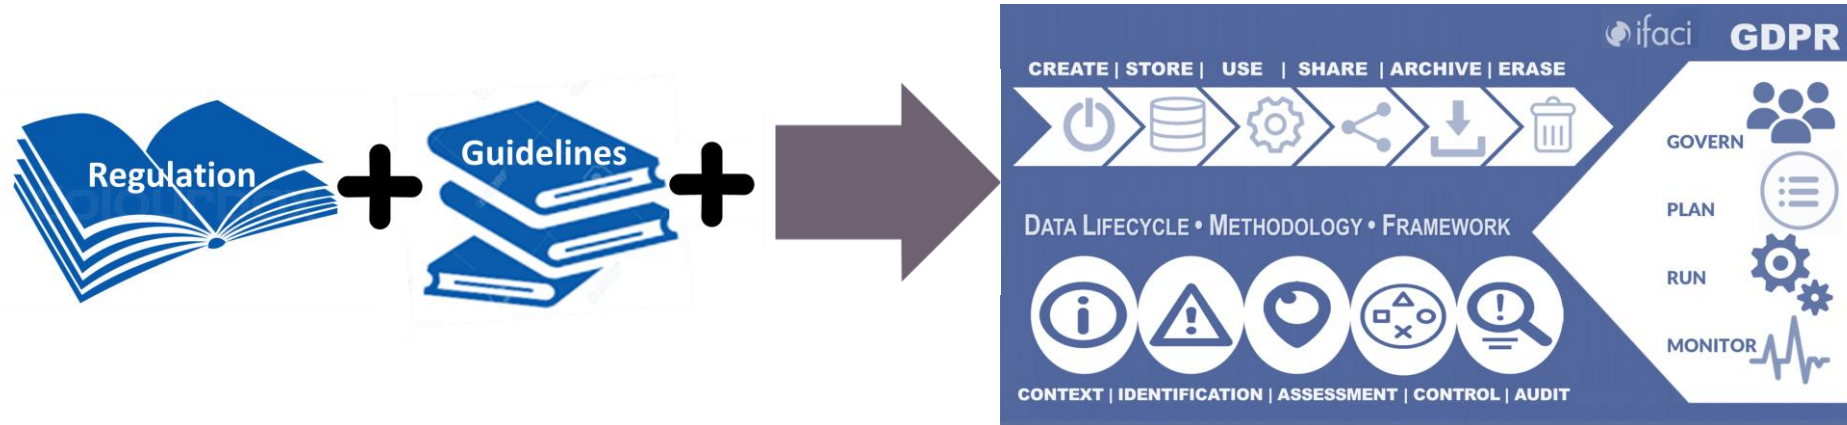 Regulation
Guidelines
ifaci GDPR
CREATE | STORE | USE | SHARE | ARCHIVE | ERASE
DATA LIFECYCLE • METHODOLOGY • FRAMEWORK
CONTEXT | IDENTIFICATION | ASSESSMENT | CONTROL | AUDIT
GOVERN
PLAN
RUN
MONITOR